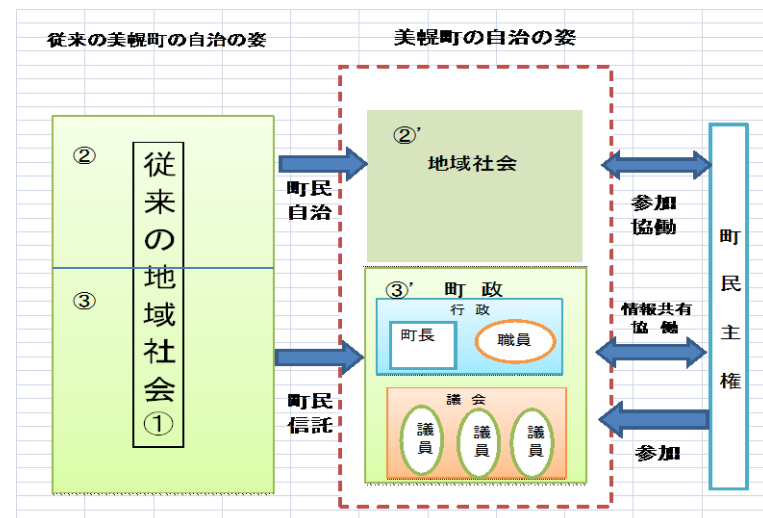 従来の美幌町の自治の姿
美幌町の自治の姿
②
③
従来の地域社会①
町民
自治
町民
信託
②’
地域社会
③’ 町 政
行 政
町長
職員
議 会
議員
議員
議員
参加
協働
情報共有
協 働
参加
町民主権